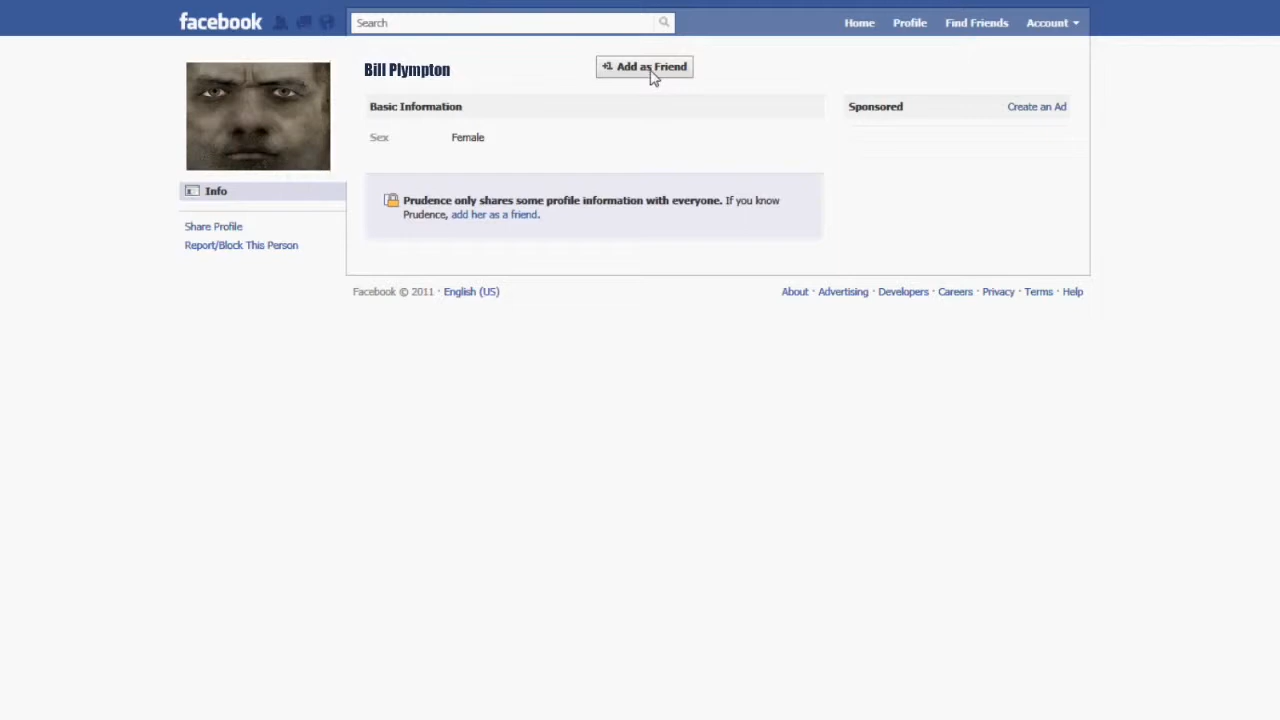 facebook
Search
Home Profile Find Friends Account
Bill Plympton
+1 Add as Friend
Basic Information
Sponsored Create an Ad
Sex Female
Info
Prudence only shares some profile information with everyone. If you know
Prudence, add her as a friend.
Share Profile
Report/Block This Person
Facebook © 2011 · English (US)
About · Advertising · Developers · Careers · Privacy · Terms · Help